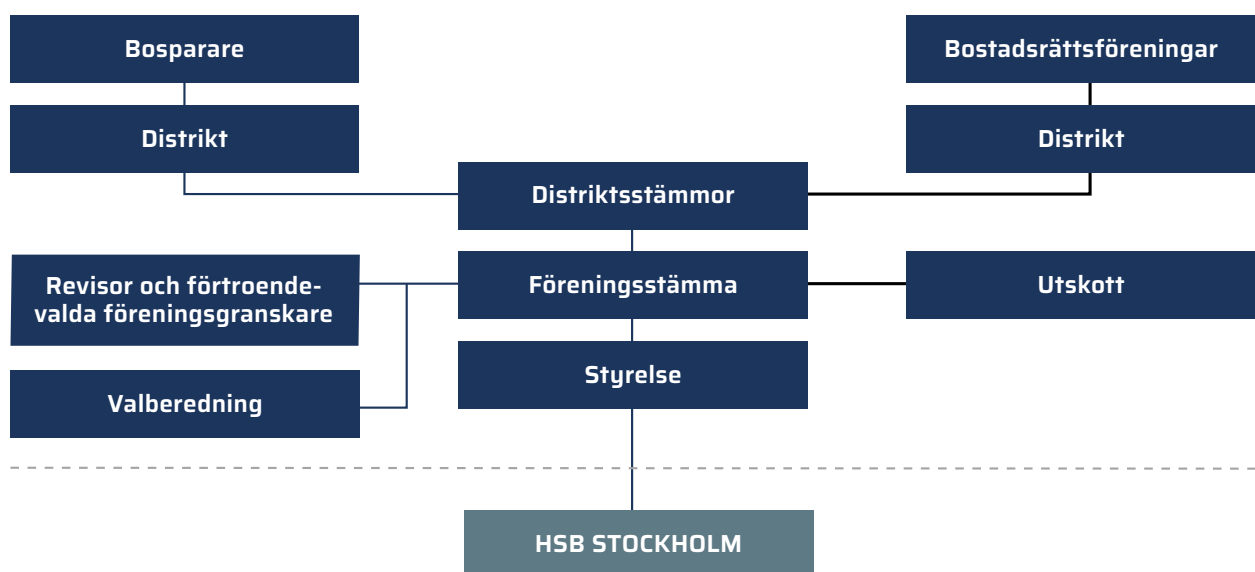 Bosparare
Bostadsrättsföreningar
Distrikt
Distrikt
Distriktsstämmor
Revisor och förtroende-
valda föreningsgranskare
Föreningsstämma
Utskott
Styrelse
Valberedning
HSB STOCKHOLM